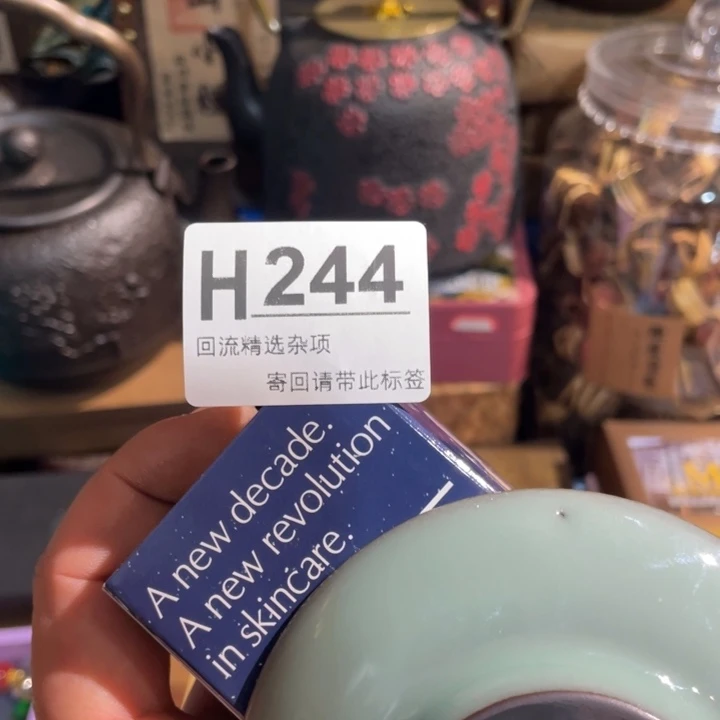 H244
回流精选杂项
寄回请带此标签
A new decade.
A new revolution
in skincare.